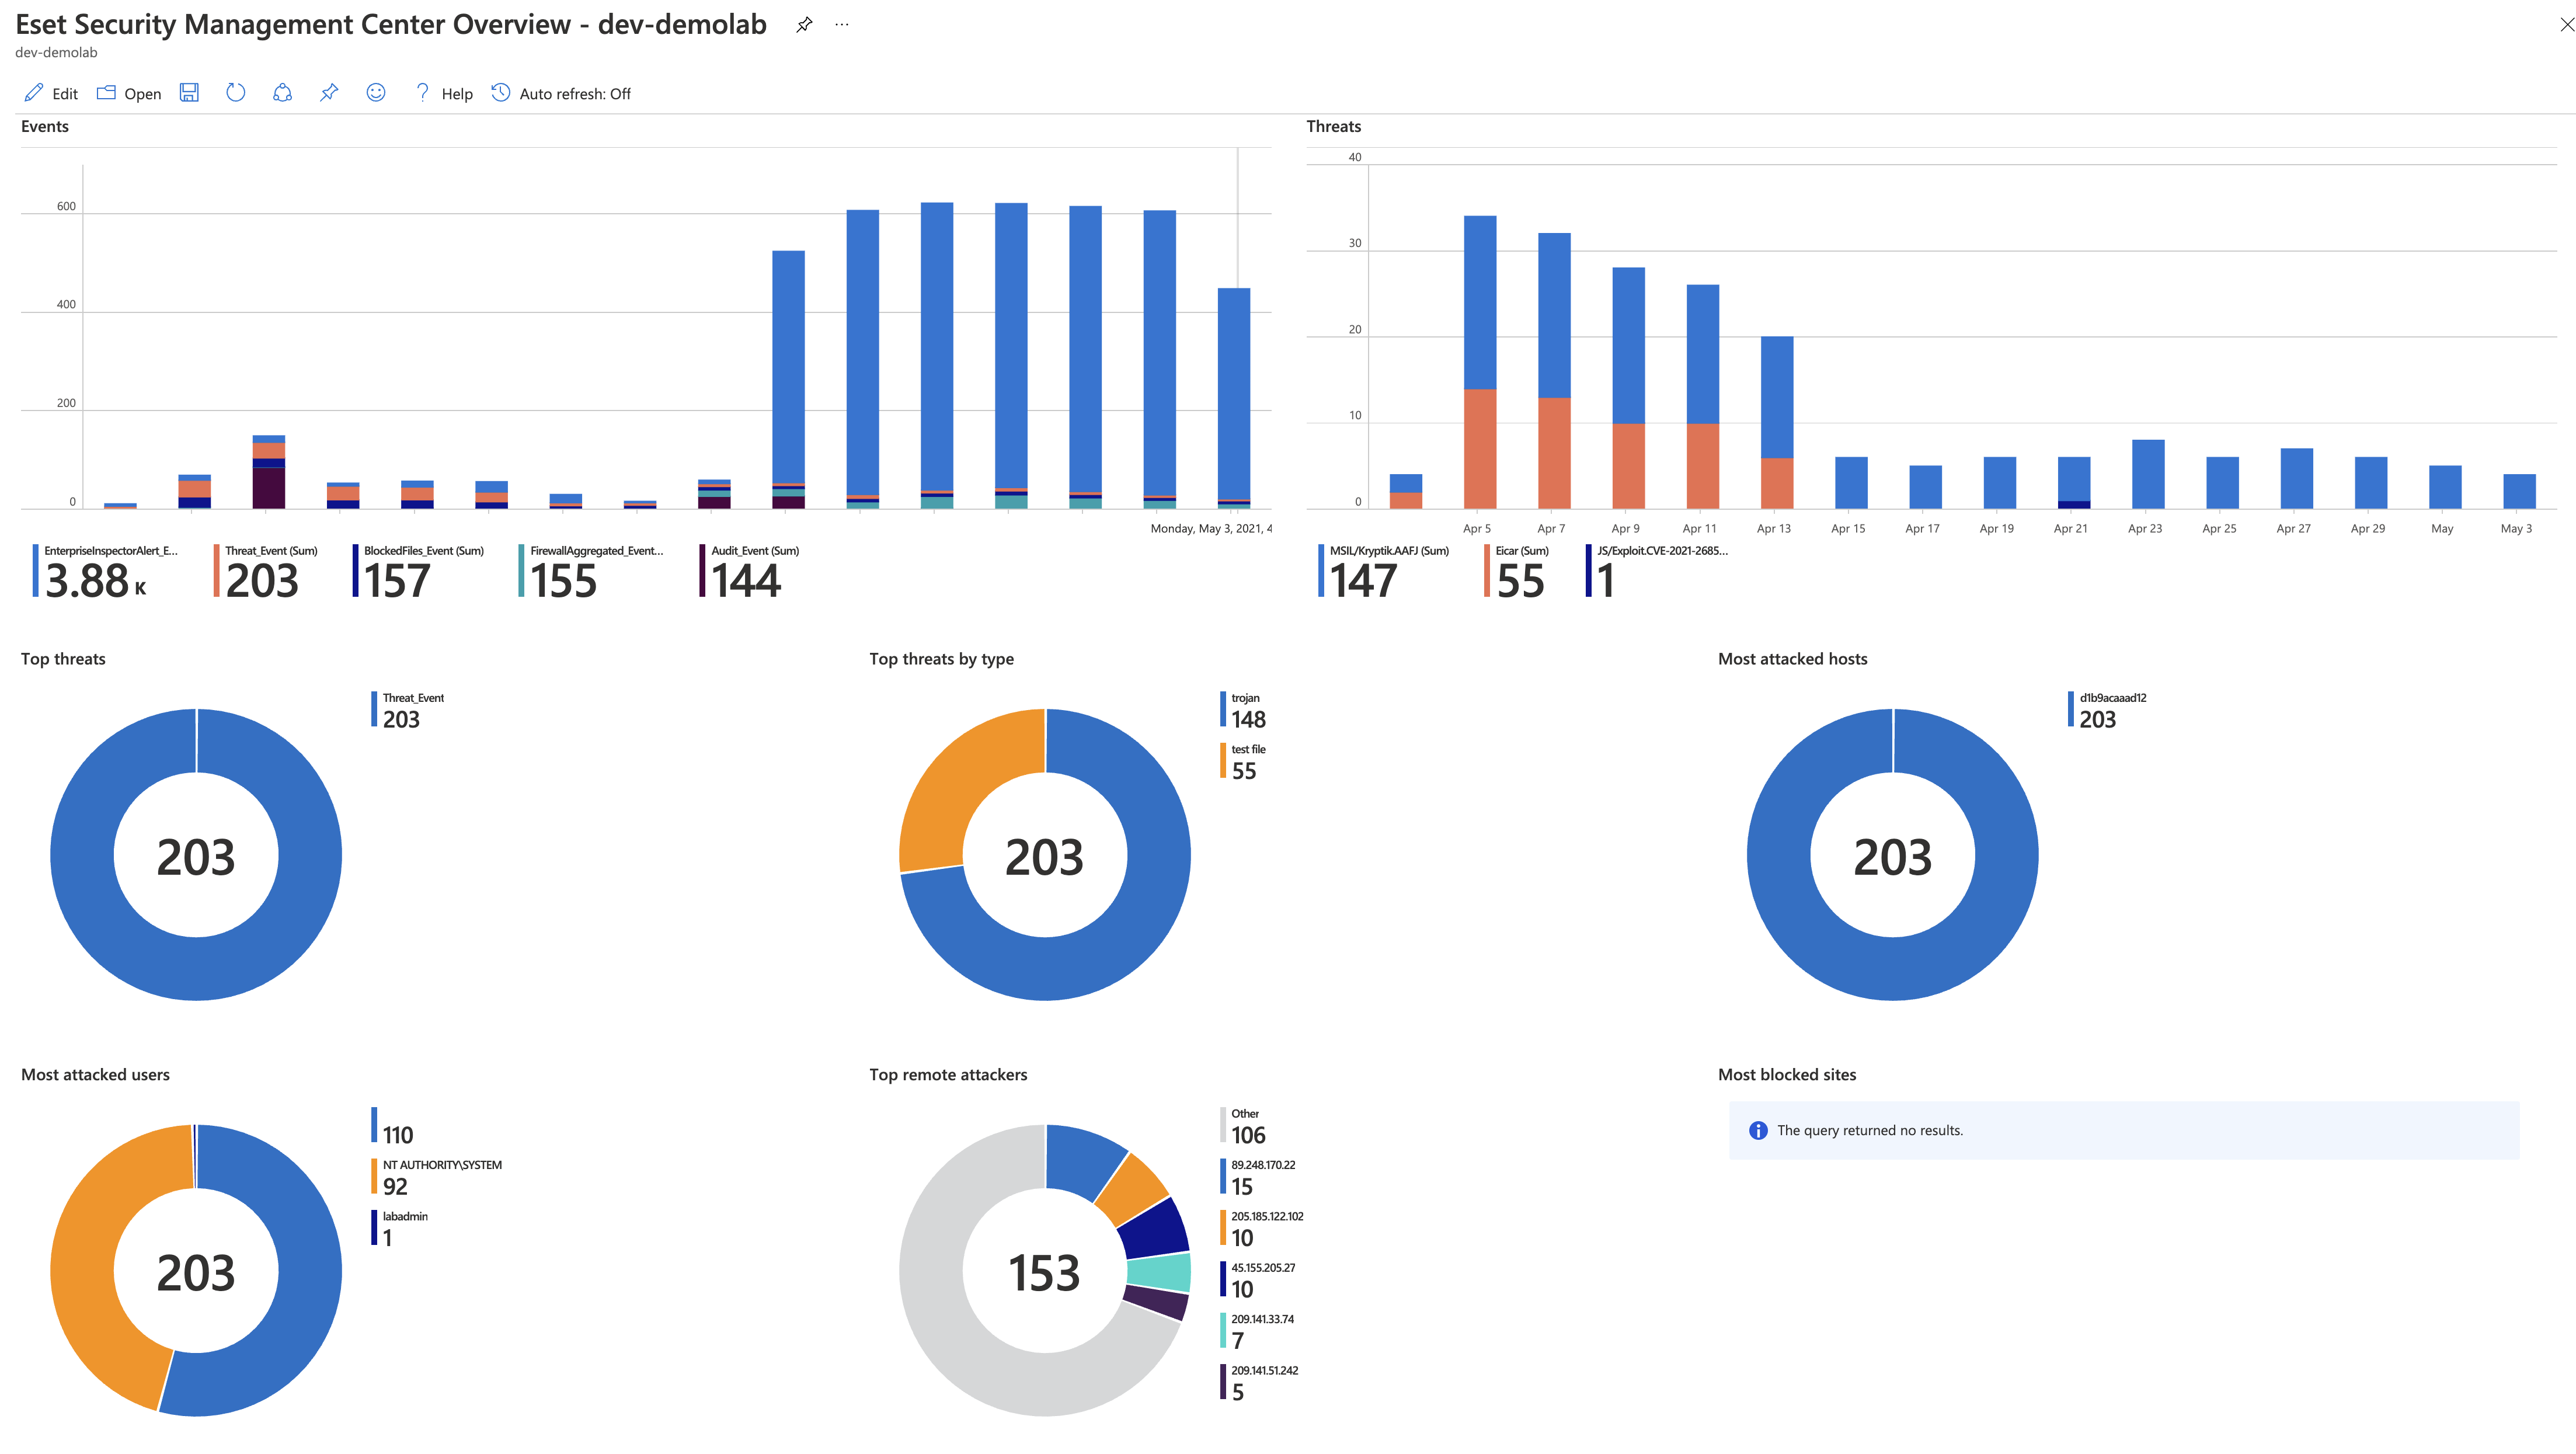 Eset Security Management Center Overview - dev-demolab
dev-demolab
Edit
Open
Help
Auto refresh: Off
Events
600
400
200
0
Monday, May 3, 2021, 4
EnterpriseInspectorAlert_E...
3.88 K
Threat_Event (Sum)
203
BlockedFiles_Event (Sum)
157
FirewallAggregated_Event...
155
Audit_Event (Sum)
144
Threats
40
30
20
10
0
Apr 5
Apr 7
Apr 9
Apr 11
Apr 13
Apr 15
Apr 17
Apr 19
Apr 21
Apr 23
Apr 25
Apr 27
Apr 29
May
May 3
MSIL/Kryptik.AAFJ (Sum)
147
Eicar (Sum)
55
JS/Exploit.CVE-2021-2685...
1
Top threats
203
Threat_Event
203
Top threats by type
203
trojan
148
test file
55
Most attacked hosts
203
d1b9acaaad12
203
Most attacked users
203
110
NT AUTHORITY\SYSTEM
92
labadmin
1
Top remote attackers
153
Other
106
89.248.170.22
15
205.185.122.102
10
45.155.205.27
10
209.141.33.74
7
209.141.51.242
5
Most blocked sites
The query returned no results.